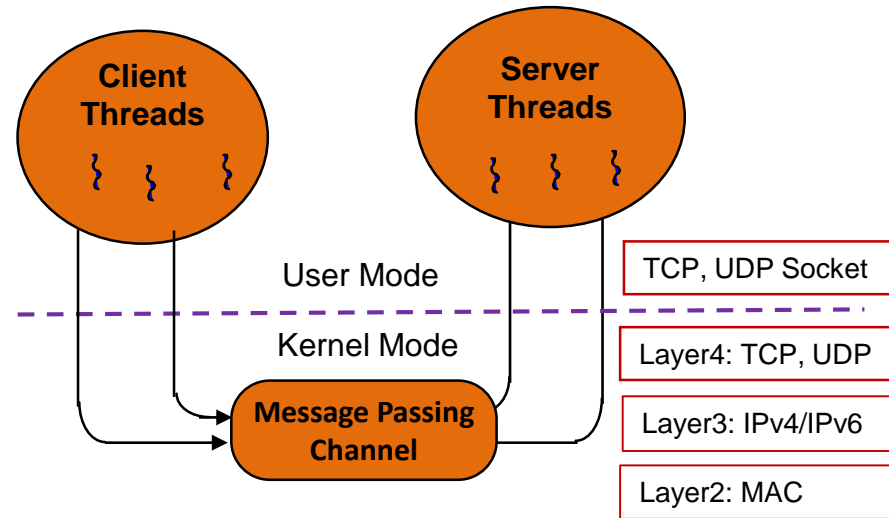 Client
Threads
Server
Threads
User Mode
TCP, UDP Socket
Kernel Mode
Layer4: TCP, UDP
Message Passing
Channel
Layer3: IPv4/IPv6
Layer2: MAC